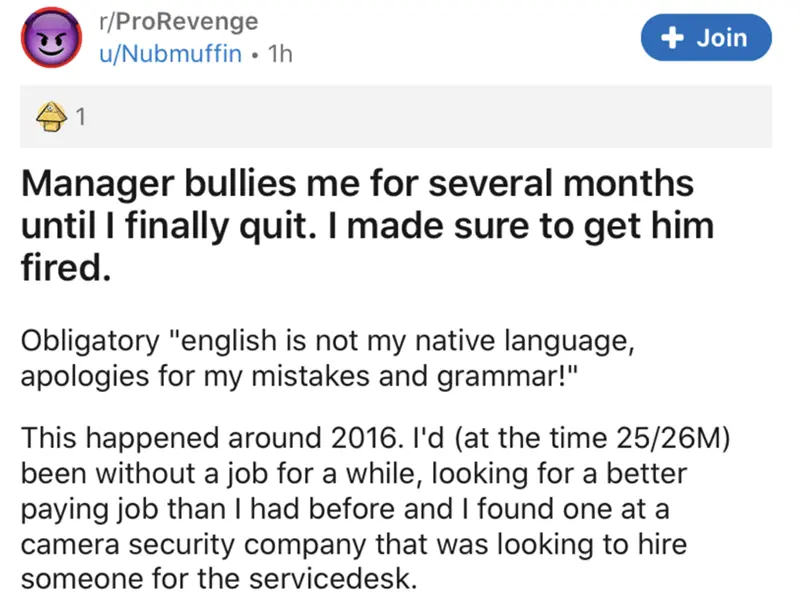 r/ProRevenge
+ Join
u/Nubmuffin • 1h
1
Manager bullies me for several months
until I finally quit. I made sure to get him
fired.
Obligatory "english is not my native language,
apologies for my mistakes and grammar!"
This happened around 2016. I'd (at the time 25/26M)
been without a job for a while, looking for a better
paying job than I had before and I found one at a
camera security company that was looking to hire
someone for the servicedesk.